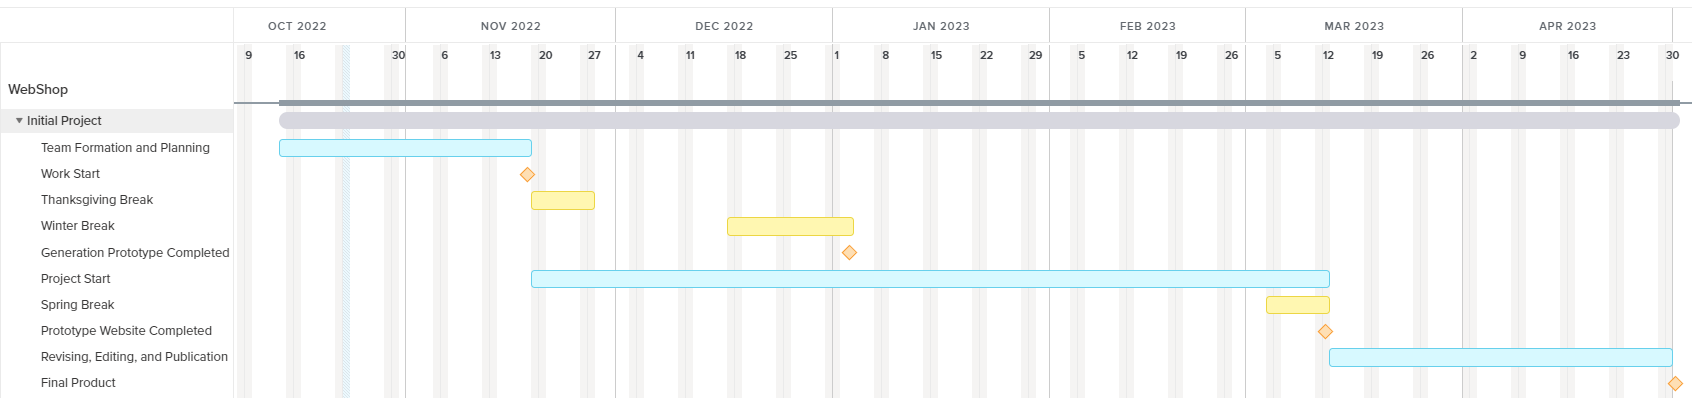 OCT 2022 NOV 2022 DEC 2022 JAN 2023 FEB 2023 MAR 2023 APR 2023
9 16 30 6 13 20 27 4 11 18 25 1 8 15 22 29 5 12 19 26 5 12 19 26 2 9 16 23 30
WebShop
Initial Project
Team Formation and Planning
Work Start
Thanksgiving Break
Winter Break
Generation Prototype Completed
Project Start
Spring Break
Prototype Website Completed
Revising, Editing, and Publication
Final Product